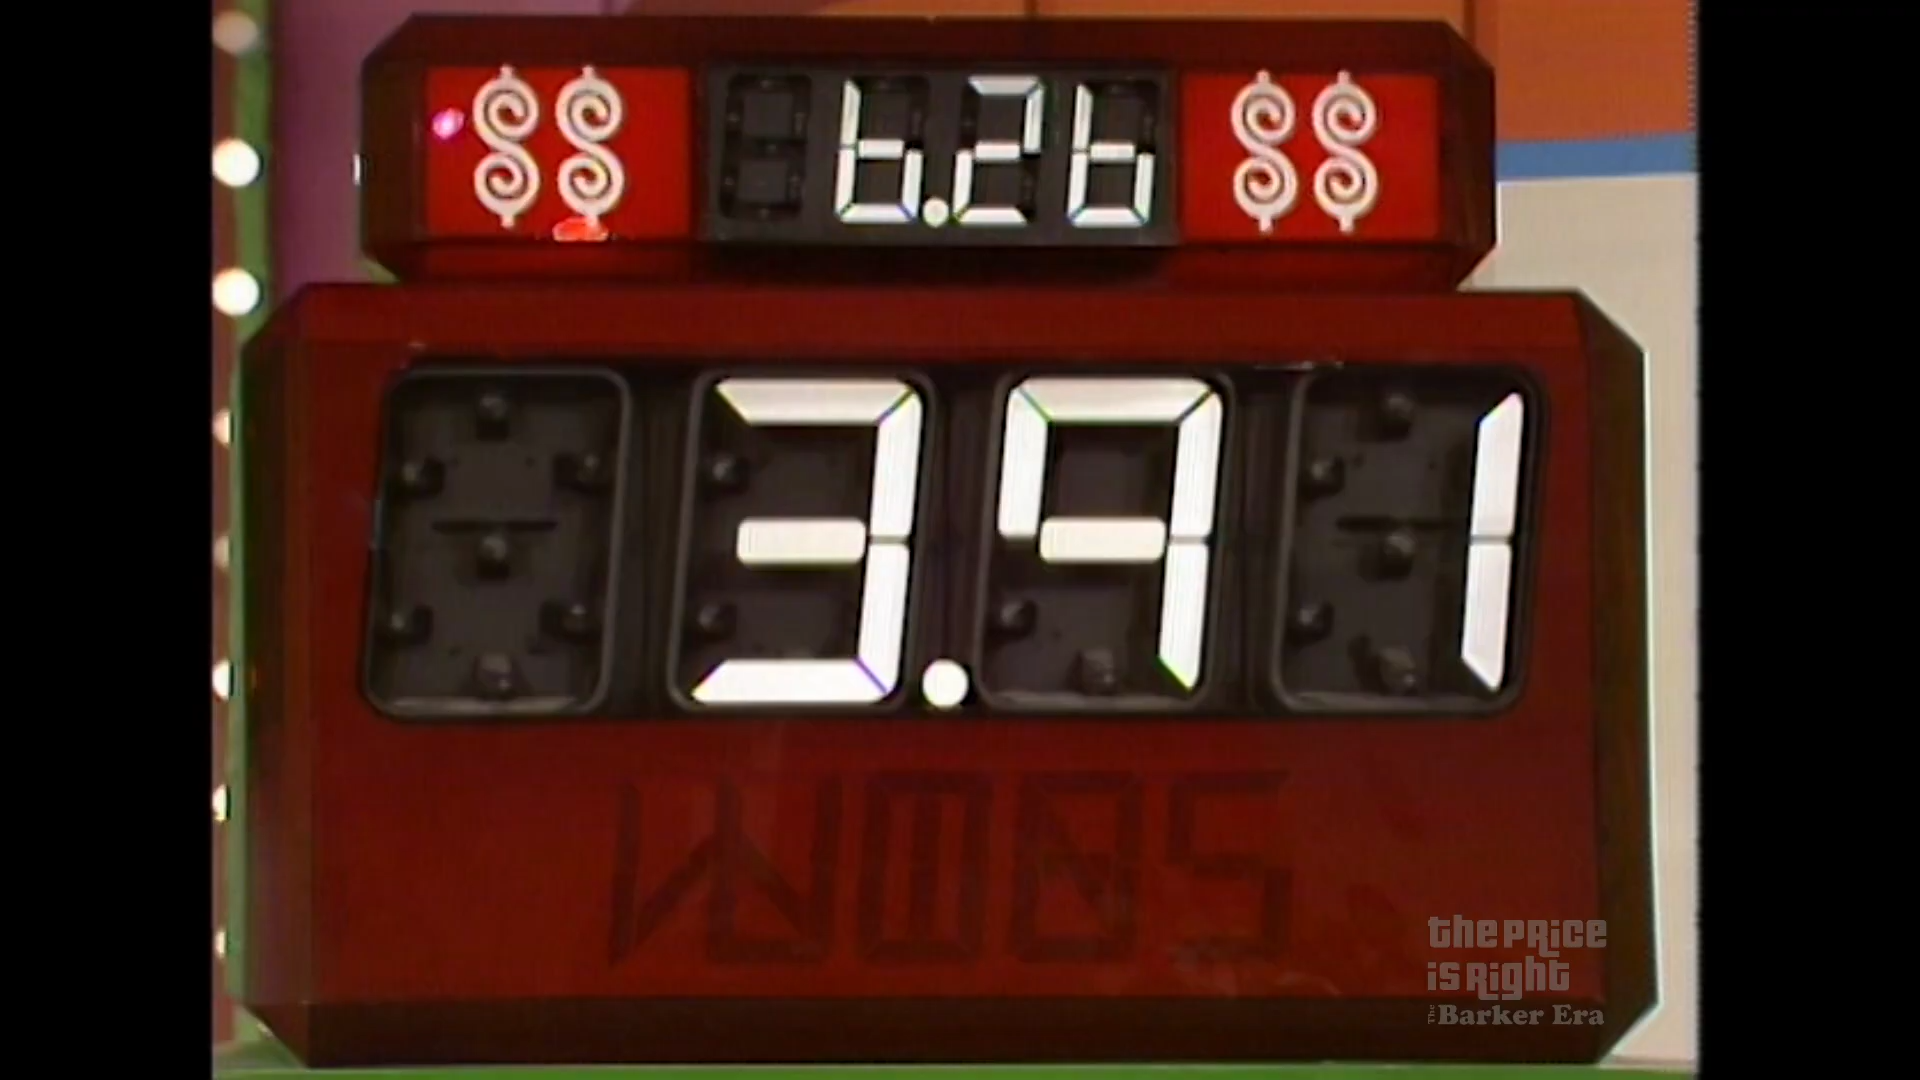 $$ 6.26 $$
3.91
the PRiCe
is Right
The Barker Era